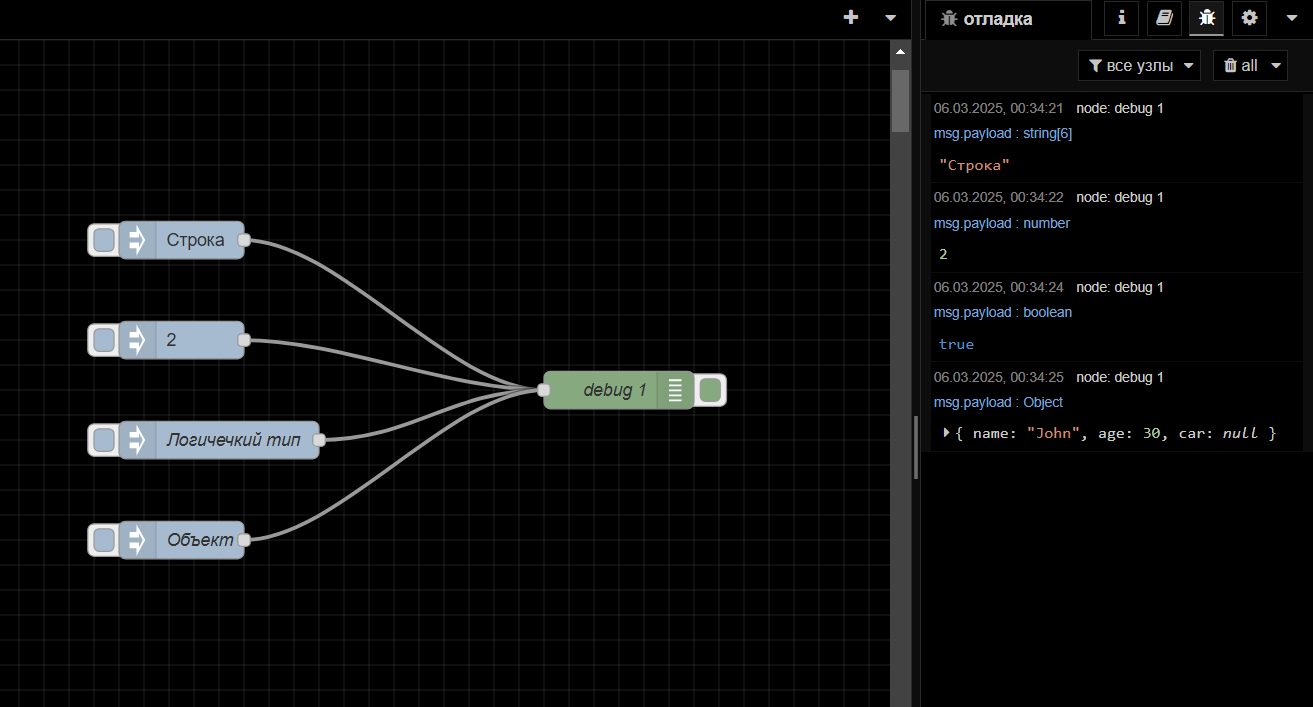 отладка
все узлы
all
06.03.2025, 00:34:21 node: debug 1
msg.payload : string[6]
"Строка"
06.03.2025, 00:34:22 node: debug 1
msg.payload : number
2
06.03.2025, 00:34:24 node: debug 1
msg.payload : boolean
true
06.03.2025, 00:34:25 node: debug 1
msg.payload : Object
{ name: "John", age: 30, car: null }
Строка
2
Логичечкий тип
Объект
debug 1